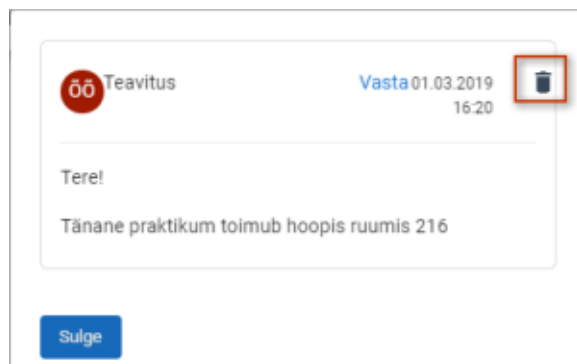 õõ Teavitus Vasta 01.03.2019
16:20
Tere!
Tänane praktikum toimub hoopis ruumis 216
Sulge